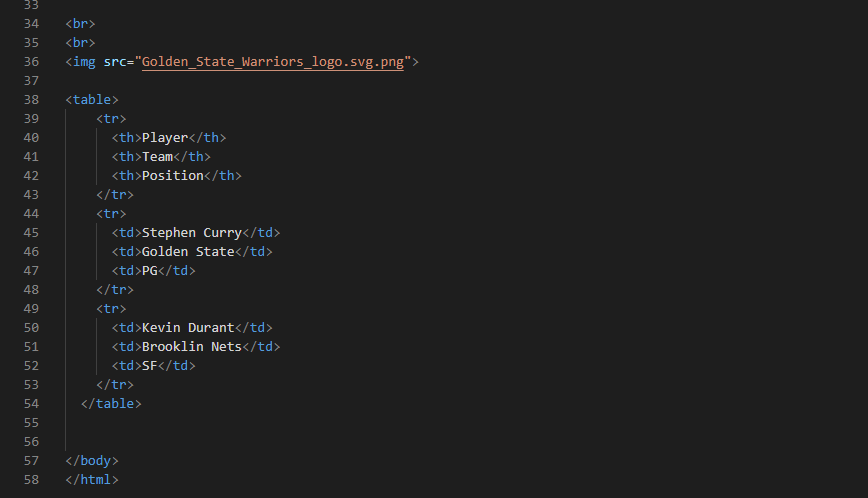 33
34 <br>
35 <br>
36 <img src="Golden_State_Warriors_logo.svg.png">
37
38 <table>
39 <tr>
40 <th>Player</th>
41 <th>Team</th>
42 <th>Position</th>
43 </tr>
44 <tr>
45 <td>Stephen Curry</td>
46 <td>Golden State</td>
47 <td>PG</td>
48 </tr>
49 <tr>
50 <td>Kevin Durant</td>
51 <td>Brooklin Nets</td>
52 <td>SF</td>
53 </tr>
54 </table>
55
56
57 </body>
58 </html>